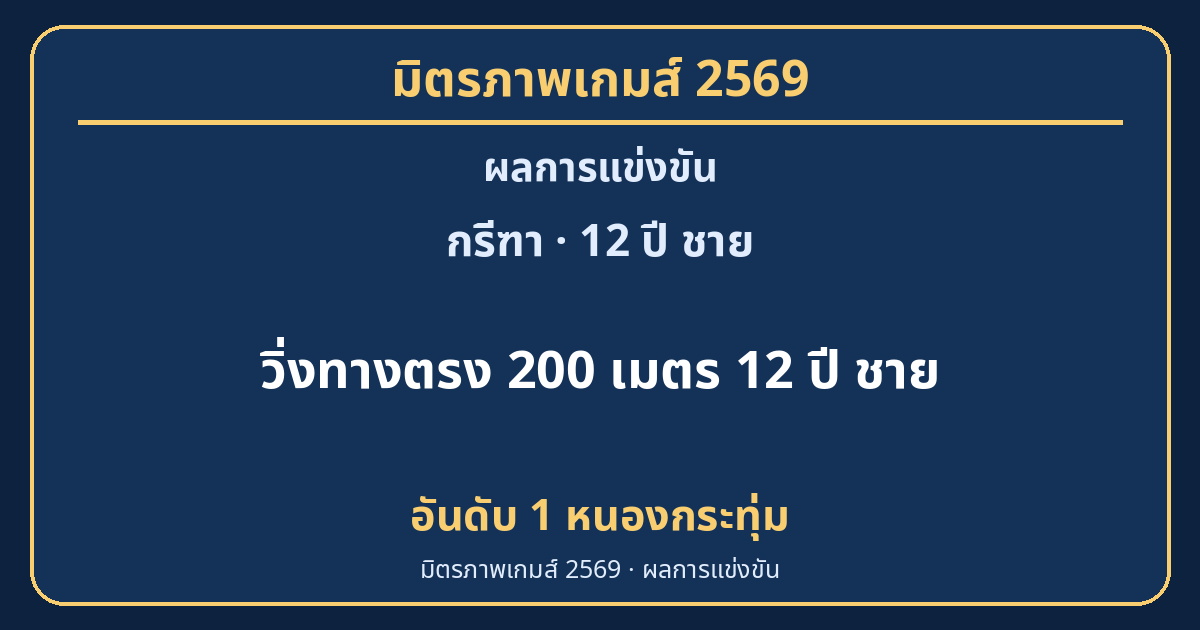 มิตรภาพเกมส์ 2569
ผลการแข่งขัน
กรีฑา · 12 ปี ชาย
วิ่งทางตรง 200 เมตร 12 ปี ชาย
อันดับ 1 หนองกระทุ่ม
มิตรภาพเกมส์ 2569 · ผลการแข่งขัน